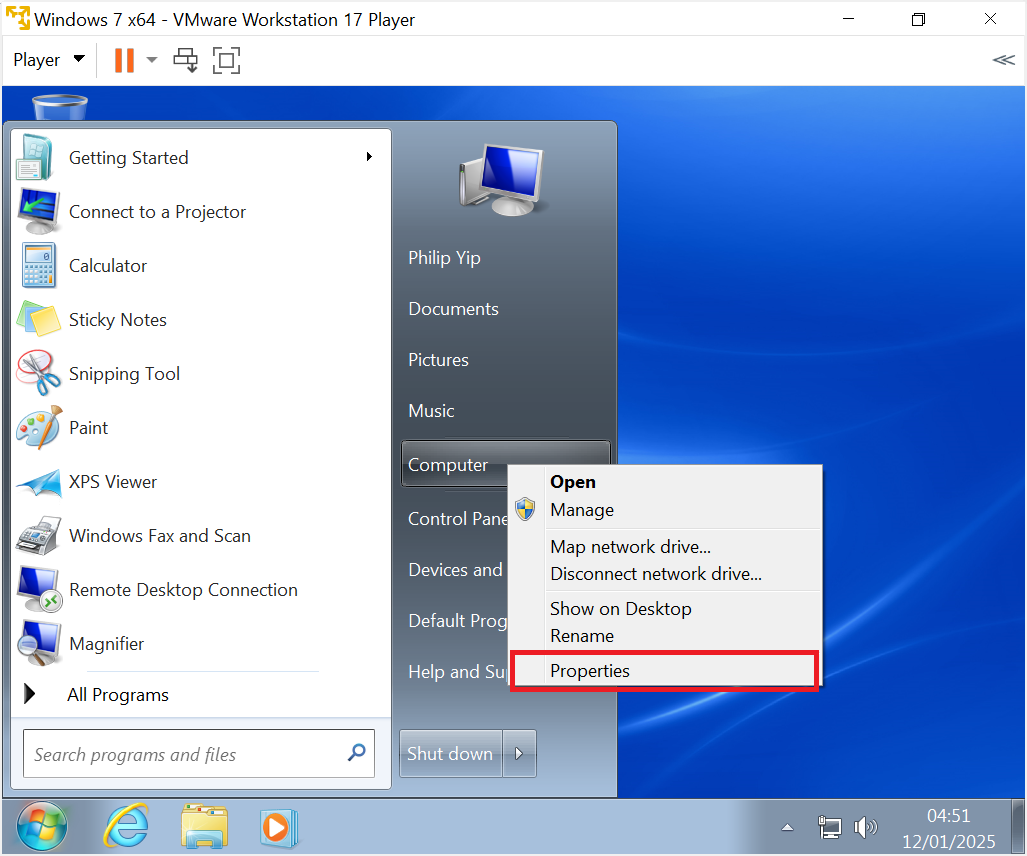 Windows 7 x64 - VMware Workstation 17 Player
Player
Getting Started
Connect to a Projector
Calculator
Sticky Notes
Snipping Tool
Paint
XPS Viewer
Windows Fax and Scan
Remote Desktop Connection
Magnifier
All Programs
Search programs and files
Philip Yip
Documents
Pictures
Music
Computer
Control Pane
Devices and
Default Prog
Help and Su
Shut down
Open
Manage
Map network drive...
Disconnect network drive...
Show on Desktop
Rename
Properties
04:51
12/01/2025